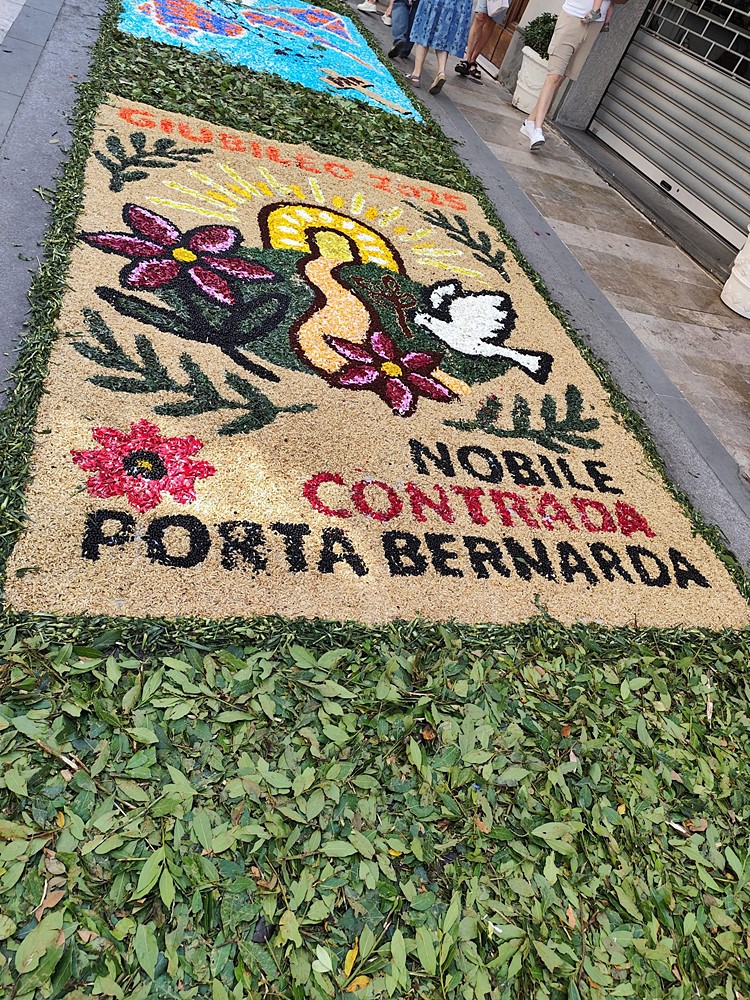 GIUBILEO 2025
NOBILE
CONTRADA
PORTA BERNARDA